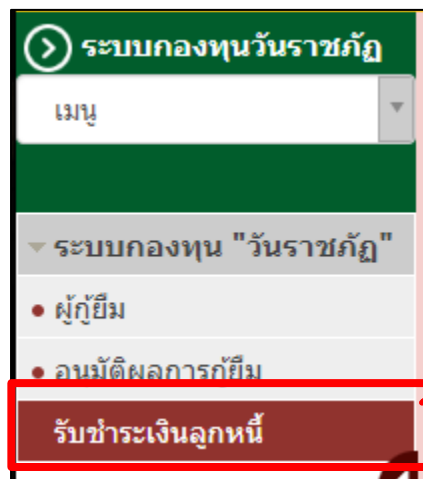 ระบบกองทุนวันราชภัฏ
เมนู
ระบบกองทุน "วันราชภัฏ"
ผู้กู้ยืม
อนุมัติผลการกู้ยืม
รับชำระเงินลูกหนี้